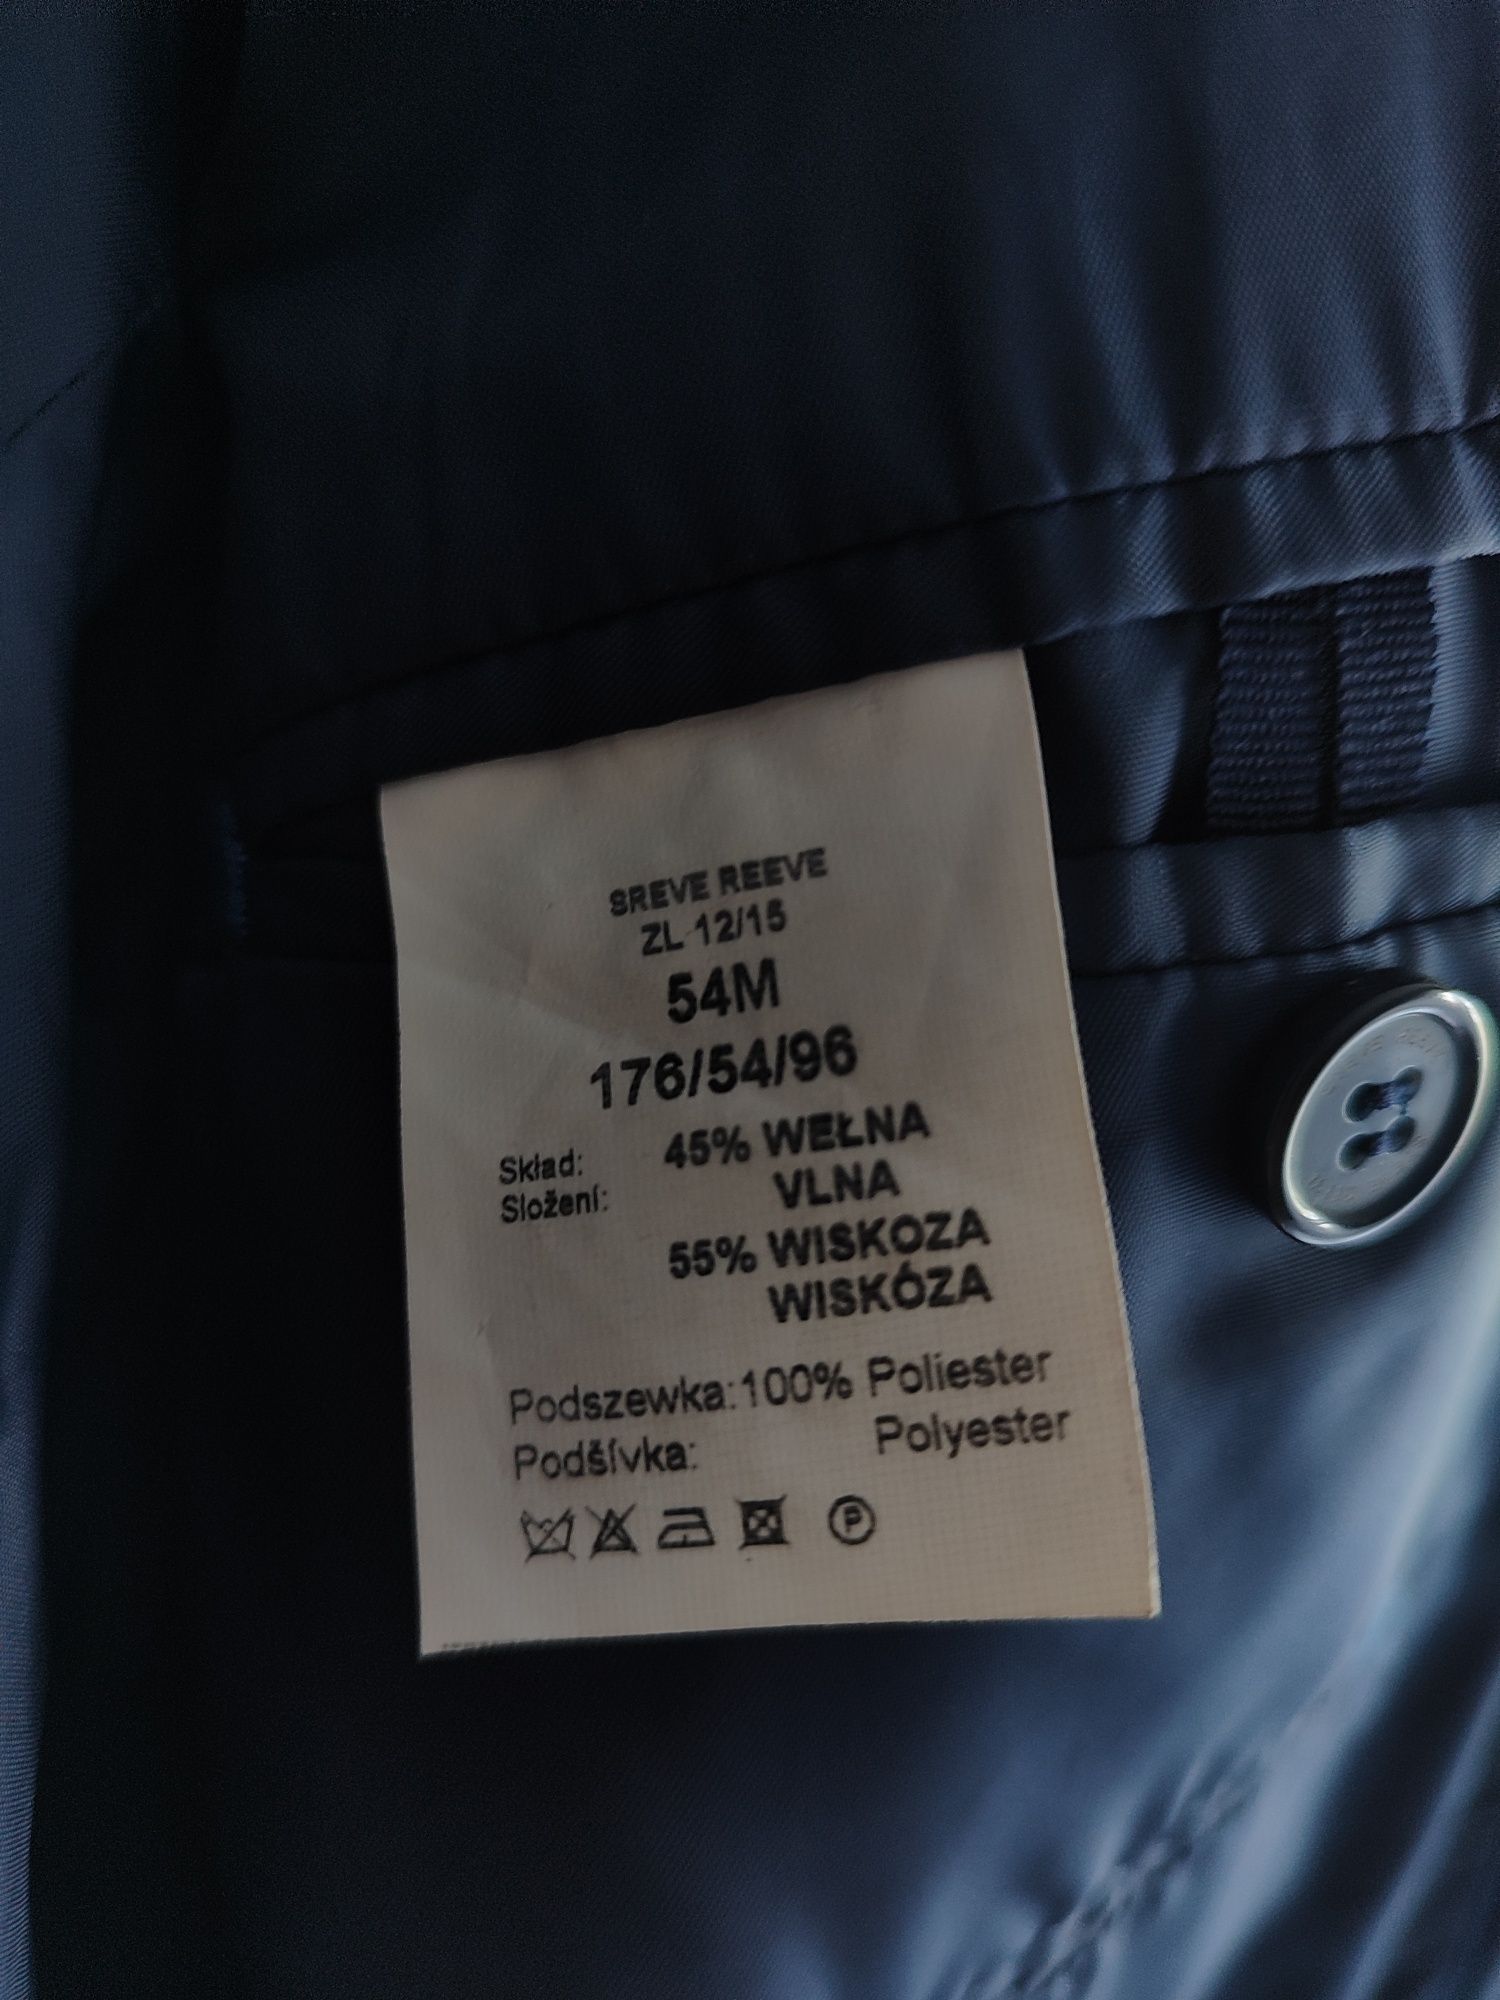 SREVE REEVE
ZL 12/15
54M
176/54/96
Skład: 45% WEŁNA
Složení: VLNA
55% WISKOZA
WISKÓZA
Podszewka:100% Poliester
Podšívka: Polyester
P